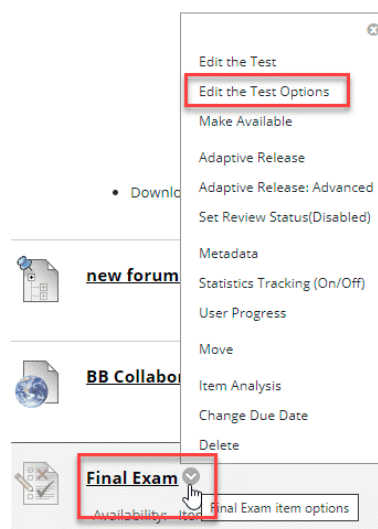 Edit the Test
Edit the Test Options
Make Available
Adaptive Release
Adaptive Release: Advanced
Set Review Status(Disabled)
Metadata
Statistics Tracking (On/Off)
User Progress
Move
Item Analysis
Change Due Date
Delete
• Downlo
new forum
BB Collabo
Final Exam
Final Exam item options
Availability: Item